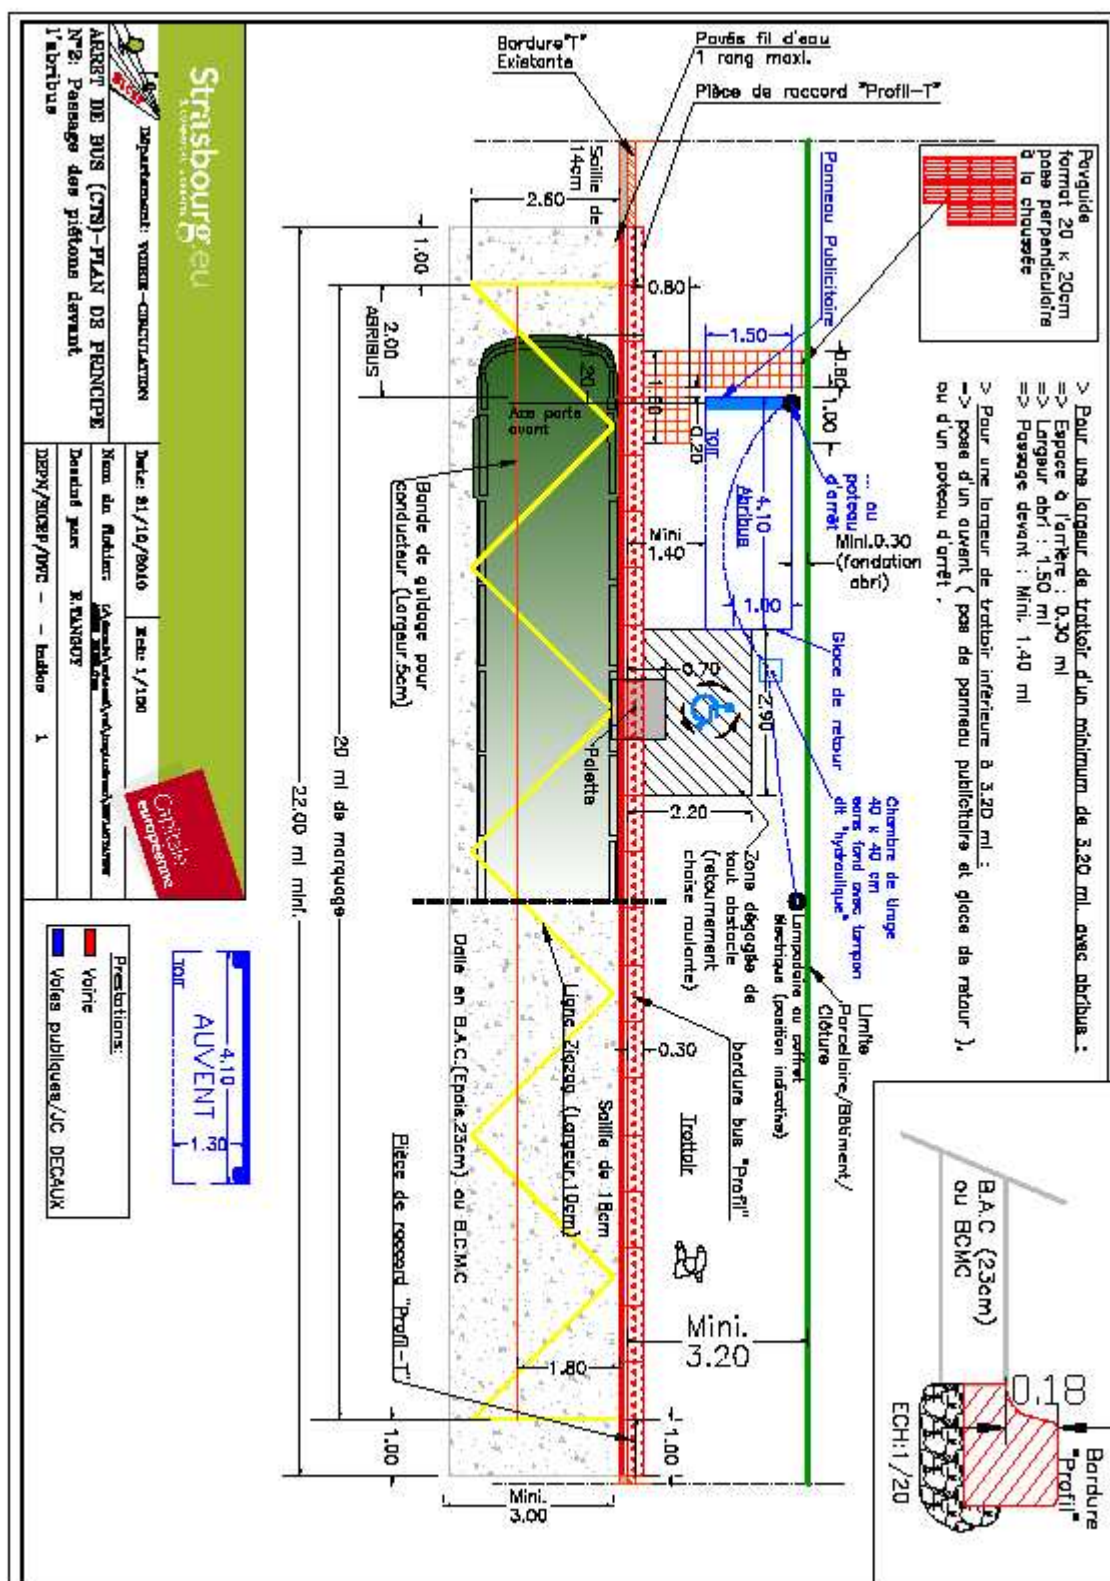 Pavguide
format 20 x 20cm
pose perpendiculaire
à la chaussée
> Pour une largeur de trottoir d'un minimum de 3.20 ml. avec abribus :
=> Espace à l'arrière : 0.30 ml
=> Largeur abri : 1.50 ml
=> Passage devant : Mini. 1.40 ml
> Pour une largeur de trottoir inférieure à 3.20 ml :
=> pose d'un auvent ( pas de panneau publicitaire et glace de retour ),
ou d'un poteau d'arrêt .
B.A.C (23cm)
ou BCMC
0.18
Bordure
"Profil"
ECH:1/20
Bordure"T"
Existante
Pavés fil d'eau
1 rang maxi.
Pièce de raccord "Profil-T"
Panneau Publicitaire
Saillie de
14cm
2.60
1.00
0.80
1.50
0.80
1.00
2.00
ABRIBUS
Axe porte
avant
0.20
TOIT
4.10
Abribus
... ou
poteau
d'arrêt
Mini.0.30
(fondation
abri)
Mini
1.40
1.00
Glace de retour
Bande de guidage pour
conducteur (Largeur.5cm)
0.70
2.90
Palette
2.20
Chambre de tirage
40 x 40 cm
sans fond avec tampon
dit "hydraulique"
Zone dégagée de
tout obstacle
(retournement
chaise roulante)
Lampadaire ou coffret
électrique (position indicative)
Limite
Parcellaire/Bâtiment/
Clôture
20 ml de marquage
22.00 ml mini.
Dalle en B.A.C.(Epais.23cm) ou B.C.M.C
Ligne Zigzag (Largeur.10cm)
Saillie de 18cm
bordure bus "Profil"
0.30
Trottoir
Mini.
3.20
1.80
Pièce de raccord "Profil-T"
1.00
1.00
Mini.
3.00
Strasbourg.eu
Capitale
européenne
Département: VOIRIE-CIRCULATION
ARRET DE BUS (CTS)-PLAN DE PRINCIPE
N°2: Passage des piétons devant
l'abribus
Date: 21/10/2010
Ech: 1/100
Nom du fichier:
Dessiné par: R.TANGUY
1
TOIT
AUVENT
4.10
1.30
Prestations:
Voirie
Voies publiques/JC DECAUX